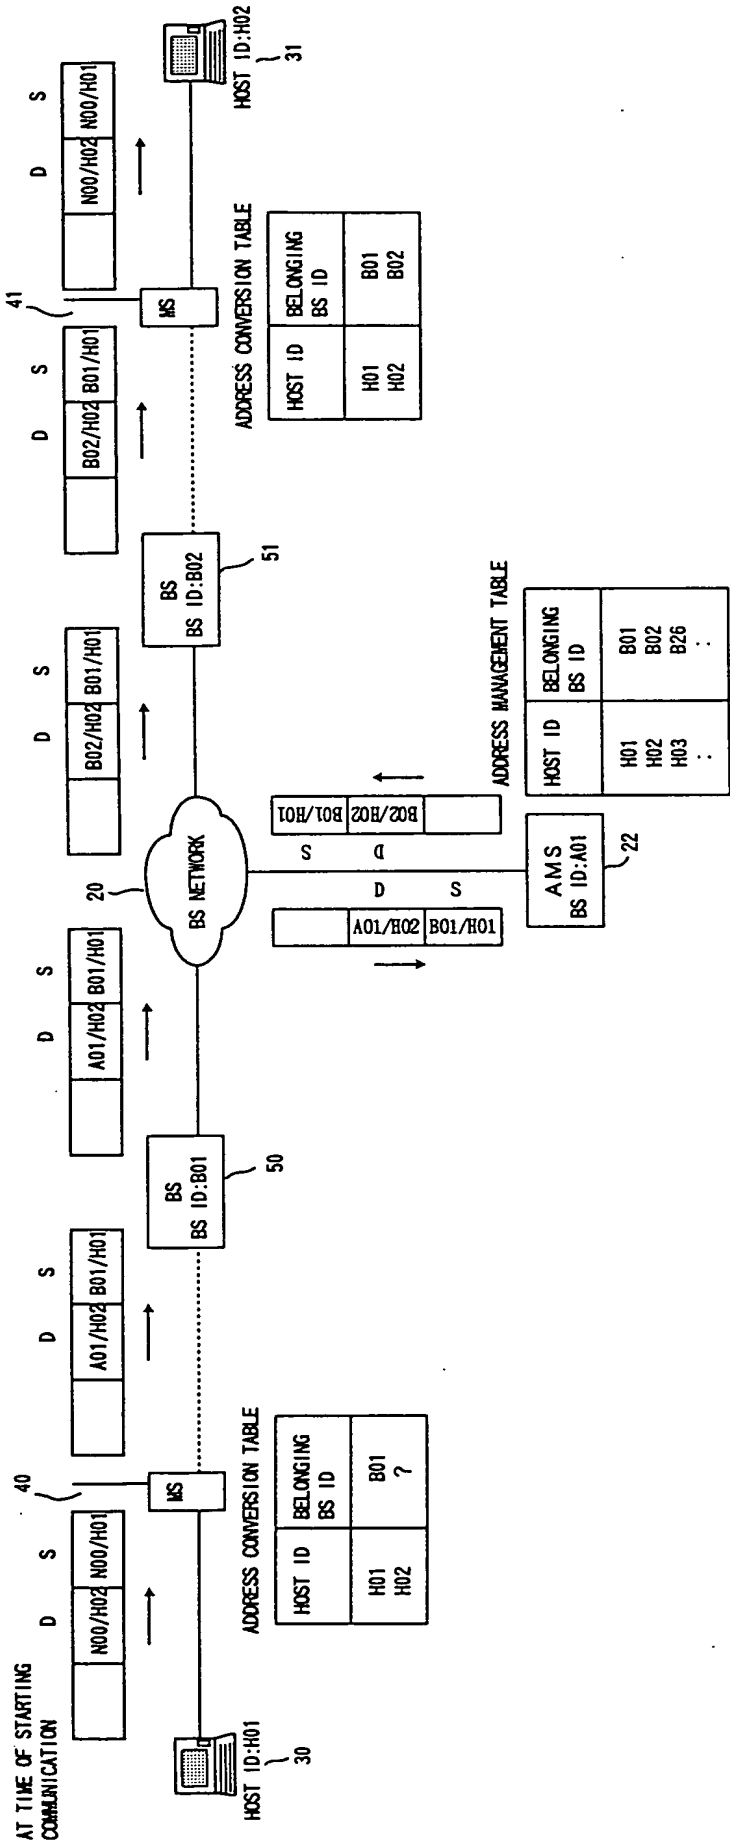 AT TIME OF STARTING
COMMUNICATION
D S
N00/H02 N00/H01
40
MS
HOST ID:H01
30
ADDRESS CONVERSION TABLE
HOST ID BELONGING
BS ID
H01 B01
H02 ?
D S
A01/H02 B01/H01
BS
BS ID:B01
50
D S
A01/H02 B01/H01
20
BS NETWORK
D S
A01/H02 B01/H01
S D
B01/H01 B02/H02
AMS
BS ID:A01
22
ADDRESS MANAGEMENT TABLE
HOST ID BELONGING
BS ID
H01 B01
H02 B02
H03 B26
: :
D S
B02/H02 B01/H01
BS
BS ID:B02
51
D S
B02/H02 B01/H01
41
MS
ADDRESS CONVERSION TABLE
HOST ID BELONGING
BS ID
H01 B01
H02 B02
D S
N00/H02 N00/H01
HOST ID:H02
31